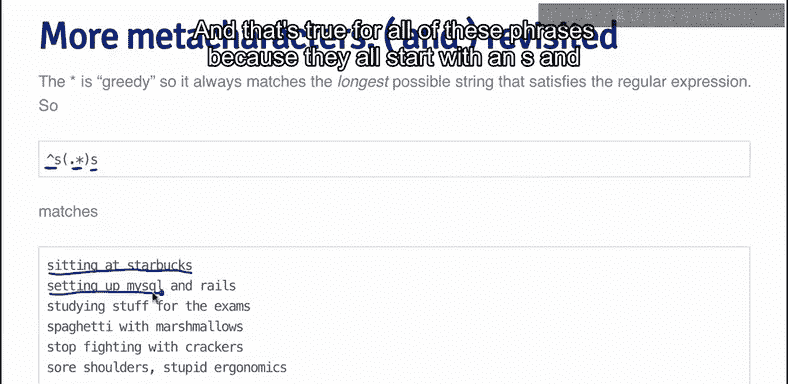 More metacharacters: ( and ) revisited
And that's true for all of these phrases
because they all start with an s and
The * is “greedy” so it always matches the longest possible string that satisfies the regular expression.
So
^s(.*)s
matches
sitting at starbucks
setting up mysql and rails
studying stuff for the exams
spaghetti with marshmallows
stop fighting with crackers
sore shoulders, stupid ergonomics